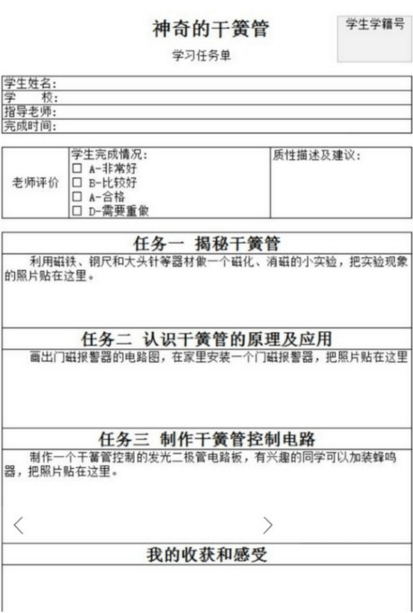 神奇的干簧管
学生学籍号
学习任务单
学生姓名:
学 校:
指导老师:
完成时间:
老师评价
学生完成情况:
□ A-非常好
□ B-比较好
□ A-合格
□ D-需要重做
质性描述及建议:
任务一 揭秘干簧管
利用磁铁、钢尺和大头针等器材做一个磁化、消磁的小实验，把实验现象
的照片贴在这里。
任务二 认识干簧管的原理及应用
画出门磁报警器的电路图，在家里安装一个门磁报警器，把照片贴在这里
任务三 制作干簧管控制电路
制作一个干簧管控制的发光二极管电路板，有兴趣的同学可以加装蜂鸣
器，把照片贴在这里。
我的收获和感受